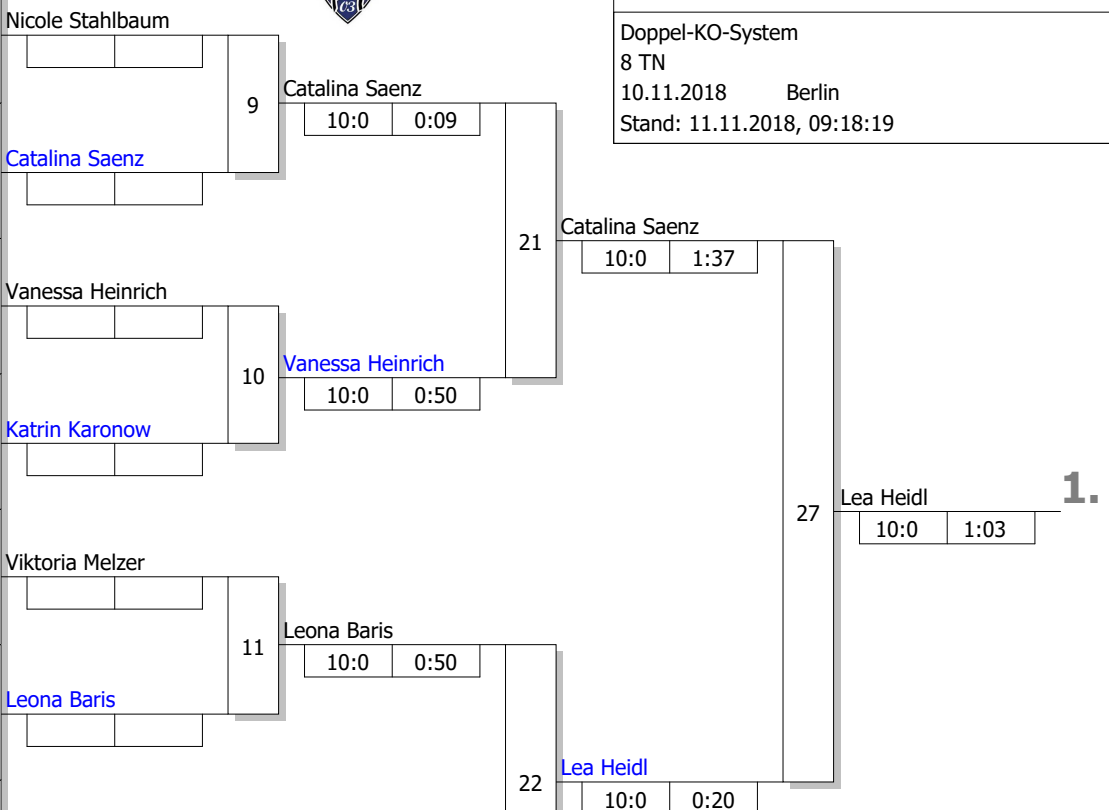 C3
Nicole Stahlbaum
Doppel-KO-System
8 TN
10.11.2018 Berlin
Stand: 11.11.2018, 09:18:19
9
Catalina Saenz
10:0 0:09
Catalina Saenz
21
Catalina Saenz
10:0 1:37
Vanessa Heinrich
10
Vanessa Heinrich
10:0 0:50
Katrin Karonow
27
Lea Heidl
1.
10:0 1:03
Viktoria Melzer
11
Leona Baris
10:0 0:50
Leona Baris
22
Lea Heidl
10:0 0:20